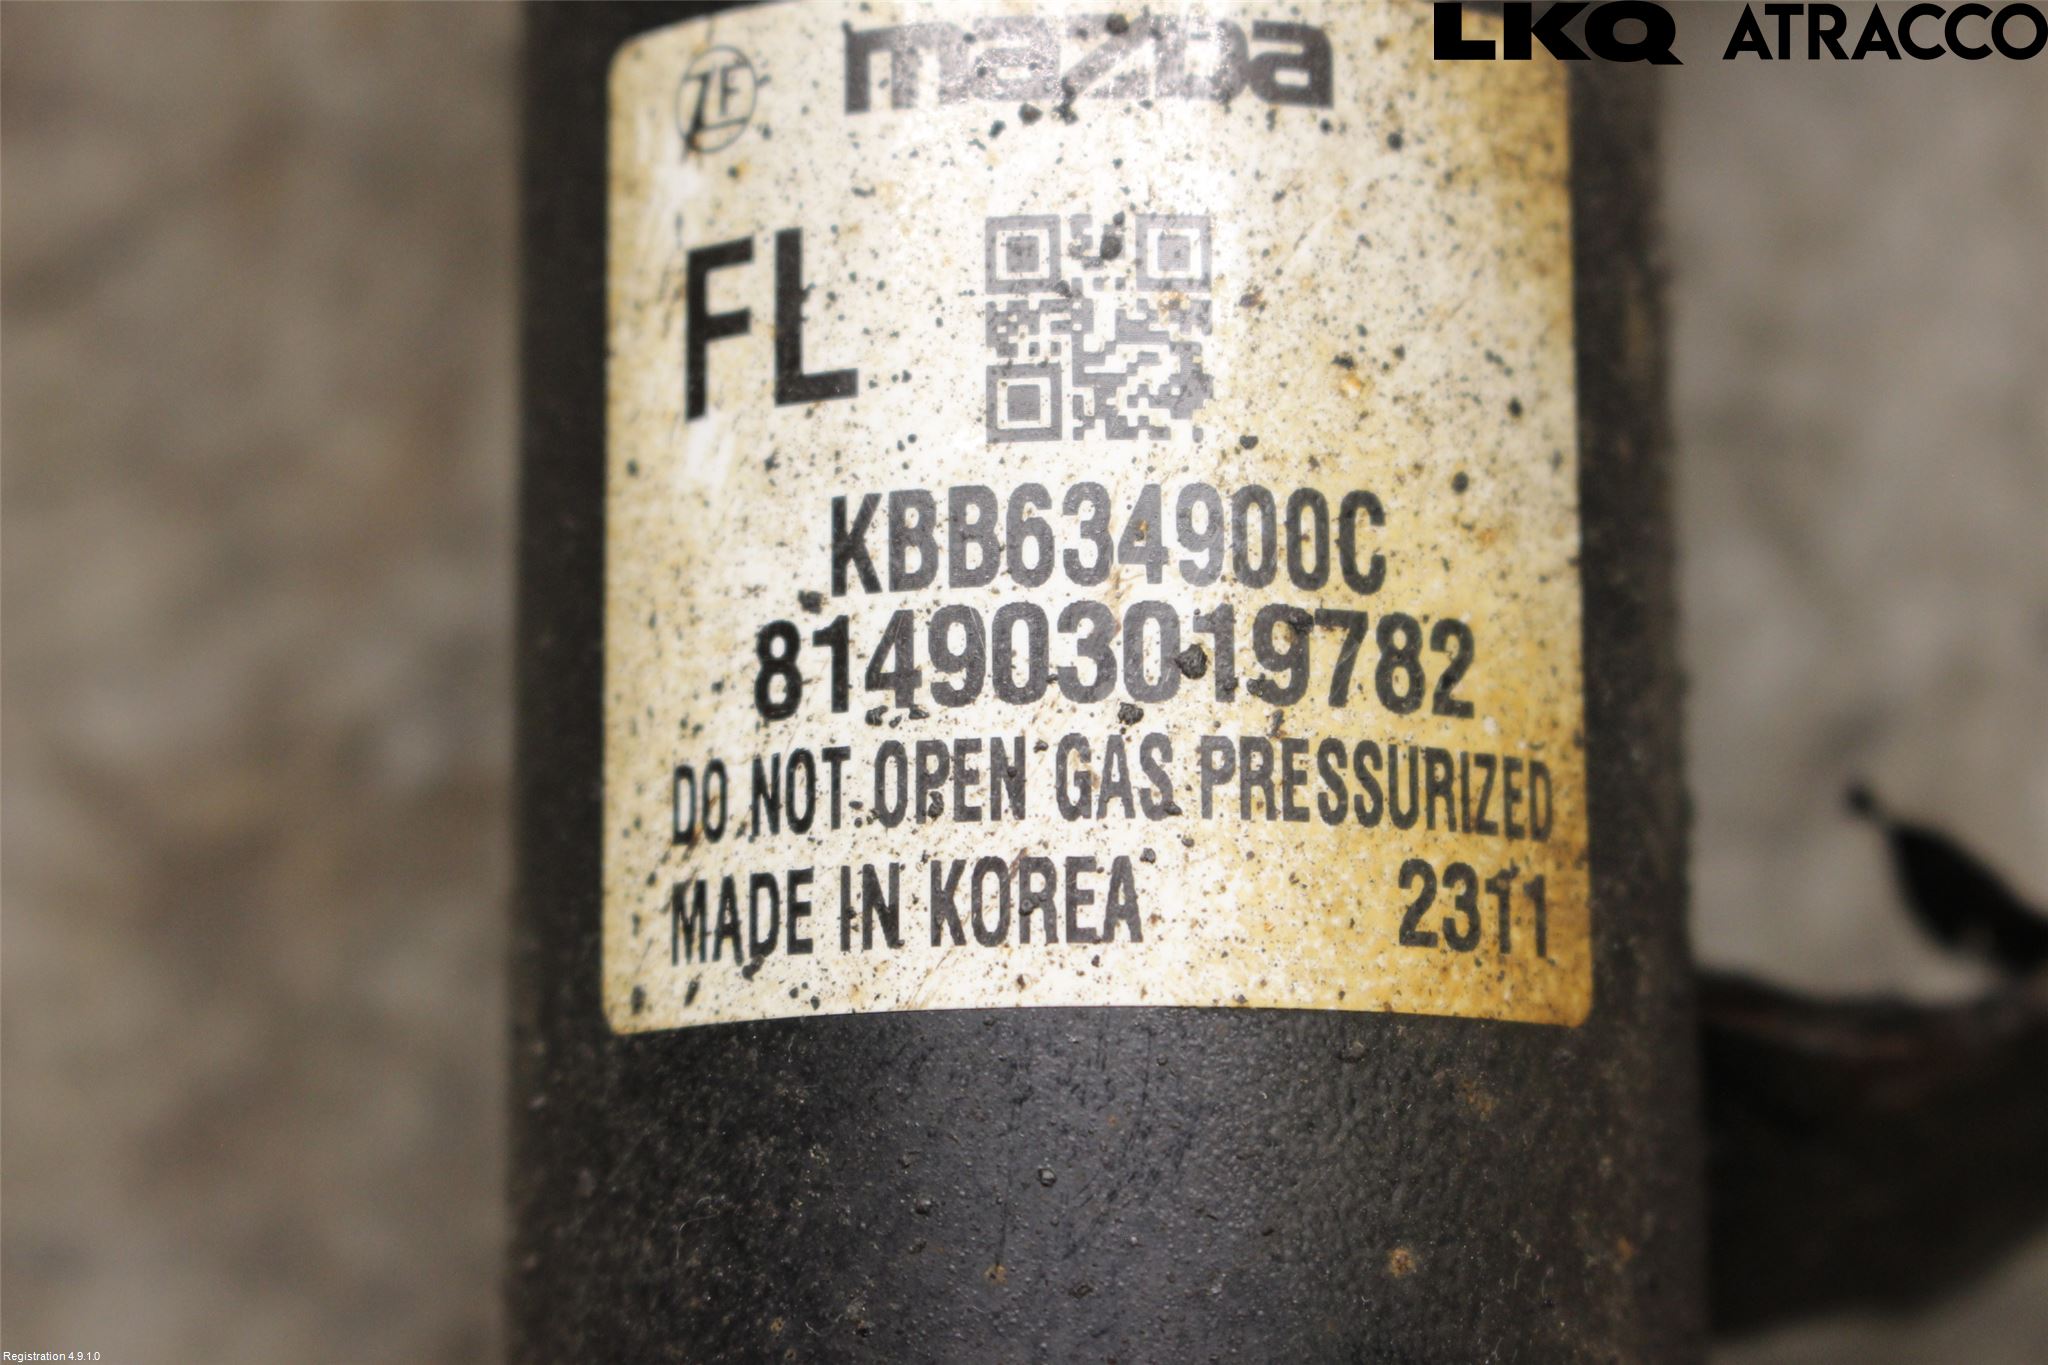 LKQ ATRACCO
ZF mazda
FL
KBB634900C
814903019782
DO NOT OPEN GAS PRESSURIZED
MADE IN KOREA 2311
Registration 4.9.1.0